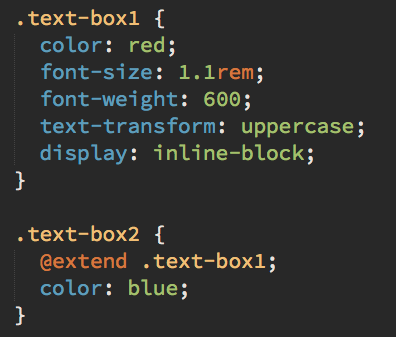 .text-box1 {
  color: red;
  font-size: 1.1rem;
  font-weight: 600;
  text-transform: uppercase;
  display: inline-block;
}

.text-box2 {
  @extend .text-box1;
  color: blue;
}